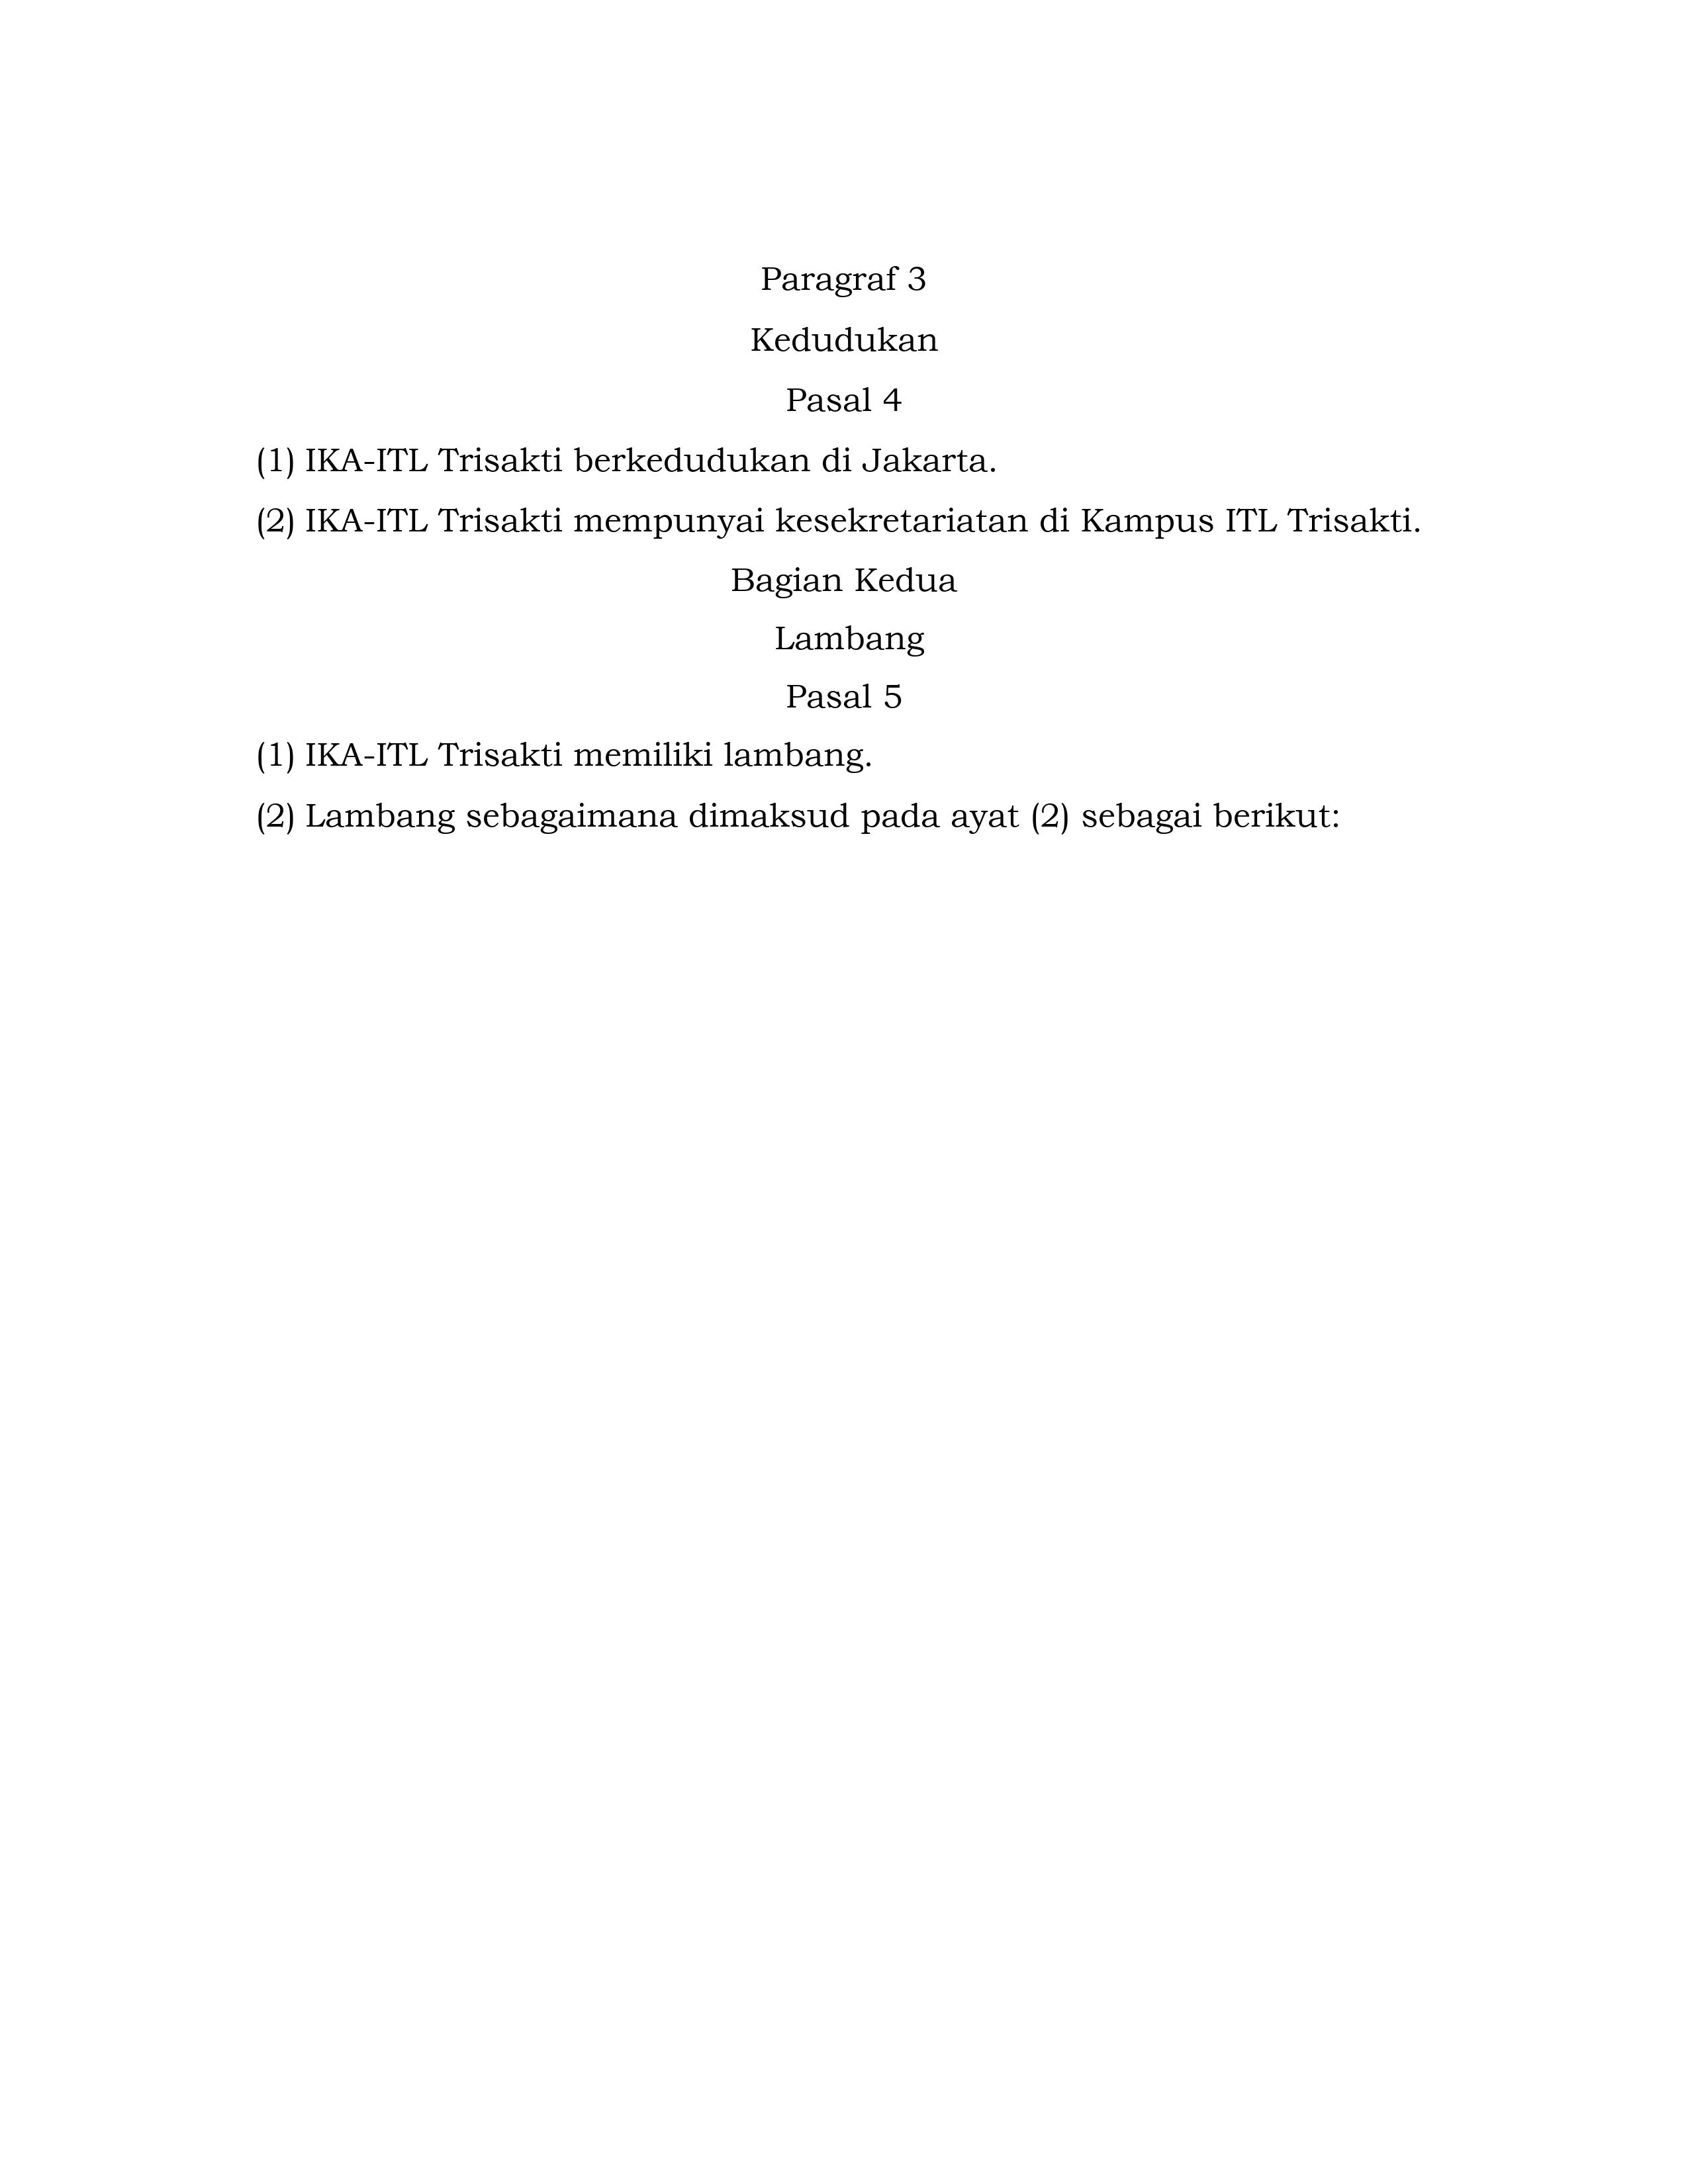 Paragraf 3
Kedudukan
Pasal 4
(1) IKA-ITL Trisakti berkedudukan di Jakarta.
(2) IKA-ITL Trisakti mempunyai kesekretariatan di Kampus ITL Trisakti.
Bagian Kedua
Lambang
Pasal 5
(1) IKA-ITL Trisakti memiliki lambang.
(2) Lambang sebagaimana dimaksud pada ayat (2) sebagai berikut: